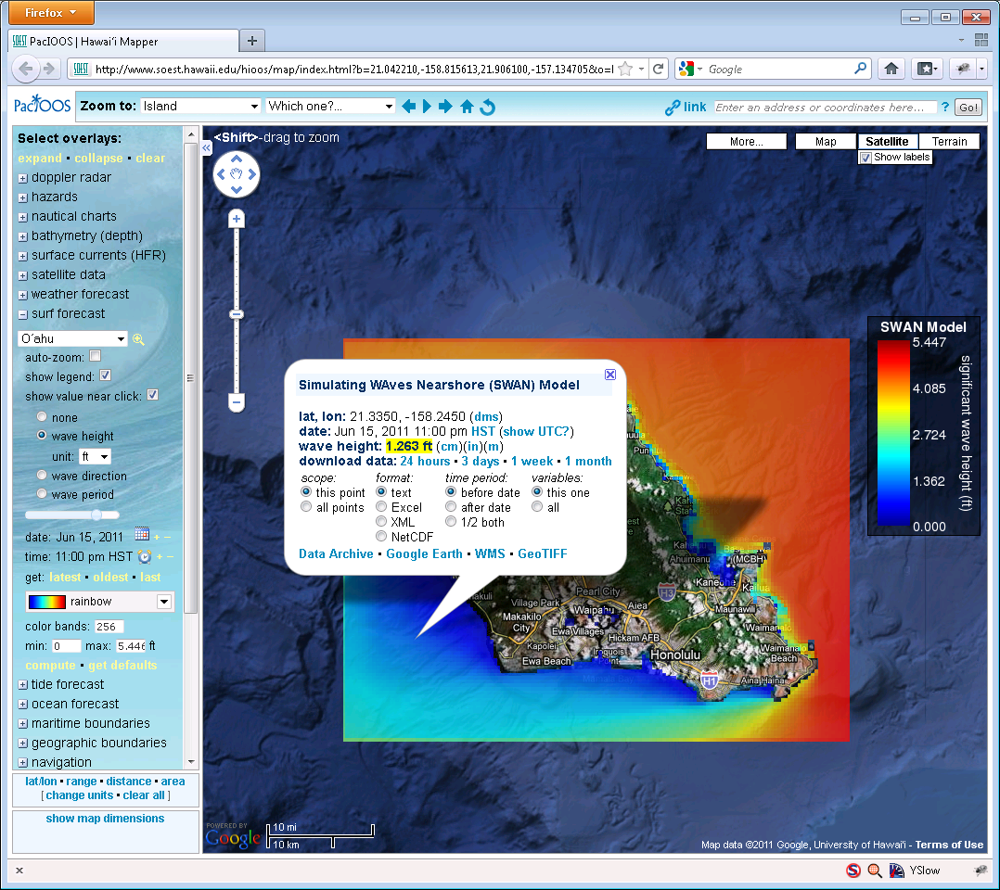 Firefox
PacIOOS | Hawai'i Mapper
http://www.soest.hawaii.edu/hioos/map/index.html?b=21.042210,-158.815613,21.906100,-157.134705&o=l
Google
PacIOOS
Zoom to: Island Which one?...
link
Enter an address or coordinates here...
? Go!
Select overlays:
expand • collapse • clear
doppler radar
hazards
nautical charts
bathymetry (depth)
surface currents (HFR)
satellite data
weather forecast
surf forecast
O´ahu
auto-zoom:
show legend:
show value near click:
none
wave height
unit: ft
wave direction
wave period
date: Jun 15, 2011 + −
time: 11:00 pm HST + −
get: latest • oldest • last
rainbow
color bands: 256
min: 0 max: 5.446 ft
compute • get defaults
tide forecast
ocean forecast
maritime boundaries
geographic boundaries
navigation
lat/lon • range • distance • area
[ change units • clear all ]
show map dimensions
<Shift>-drag to zoom
More...
Map
Satellite
Terrain
Show labels
Simulating WAves Nearshore (SWAN) Model
lat, lon: 21.3350, -158.2450 (dms)
date: Jun 15, 2011 11:00 pm HST (show UTC?)
wave height: 1.263 ft (cm)(in)(m)
download data: 24 hours • 3 days • 1 week • 1 month
scope: format: time period: variables:
this point text before date this one
all points Excel after date all
XML 1/2 both
NetCDF
Data Archive • Google Earth • WMS • GeoTIFF
SWAN Model
5.447
4.085
2.724
1.362
0.000
significant wave height (ft)
Ahuimanu
(MCBH)
Kaneohe
Kailua
Pearl City
H3
Village Park
Waipahu
Aiea
Maunawili
Makakilo
City
Ewa Villages
Waimanalo
Kapolei
Hickam AFB
Iroquois
Point
Waimanalo
Beach
Ewa Beach
Honolulu
H1
Aina Haina
POWERED BY
Google
10 mi
10 km
Map data ©2011 Google, University of Hawai'i - Terms of Use
x
YSlow